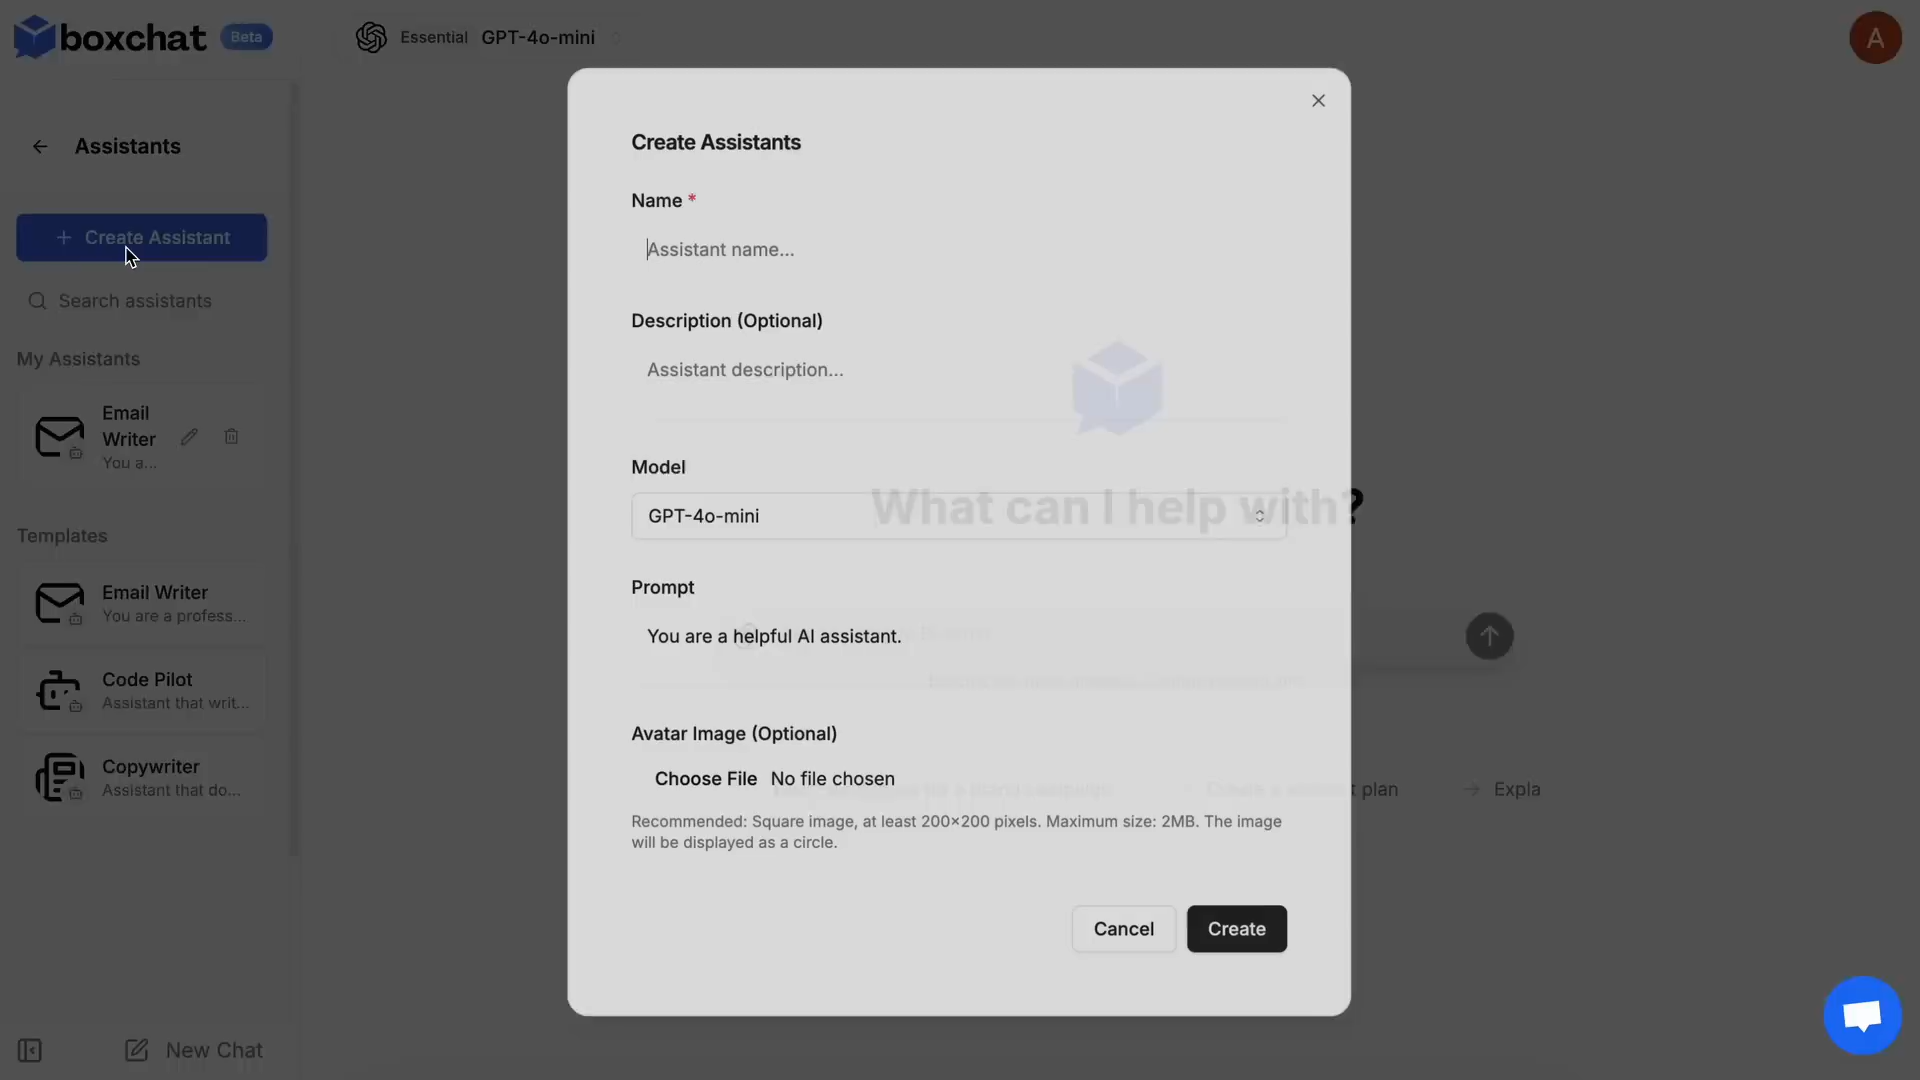 boxchat Beta
Essential GPT-4o-mini
A
Assistants
+ Create Assistant
Search assistants
My Assistants
Email
Writer
You a...
Templates
Email Writer
You are a profess...
Code Pilot
Assistant that writ...
Copywriter
Assistant that do...
New Chat
Create Assistants
Name *
Assistant name...
Description (Optional)
Assistant description...
Model
GPT-4o-mini
What can I help with?
Prompt
You are a helpful AI assistant.
Avatar Image (Optional)
Choose File No file chosen
plan
Expla
Recommended: Square image, at least 200×200 pixels. Maximum size: 2MB. The image
will be displayed as a circle.
Cancel
Create